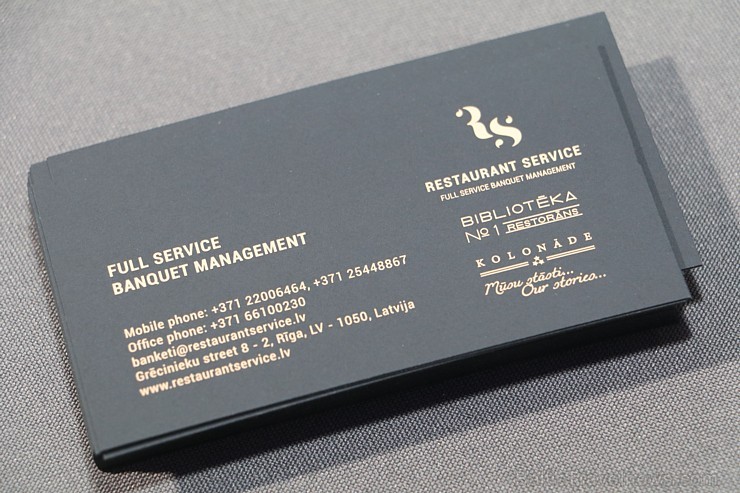 RS
RESTAURANT SERVICE
FULL SERVICE BANQUET MANAGEMENT
BIBLIOTĒKA
№1 RESTORĀNS
KOLONĀDE
Mūsu stāsti...
Our stories...
FULL SERVICE
BANQUET MANAGEMENT
Mobile phone: +371 22006464, +371 25448867
Office phone: +371 66100230
banketi@restaurantservice.lv
Grēcinieku street 8 - 2, Rīga, LV - 1050, Latvija
www.restaurantservice.lv